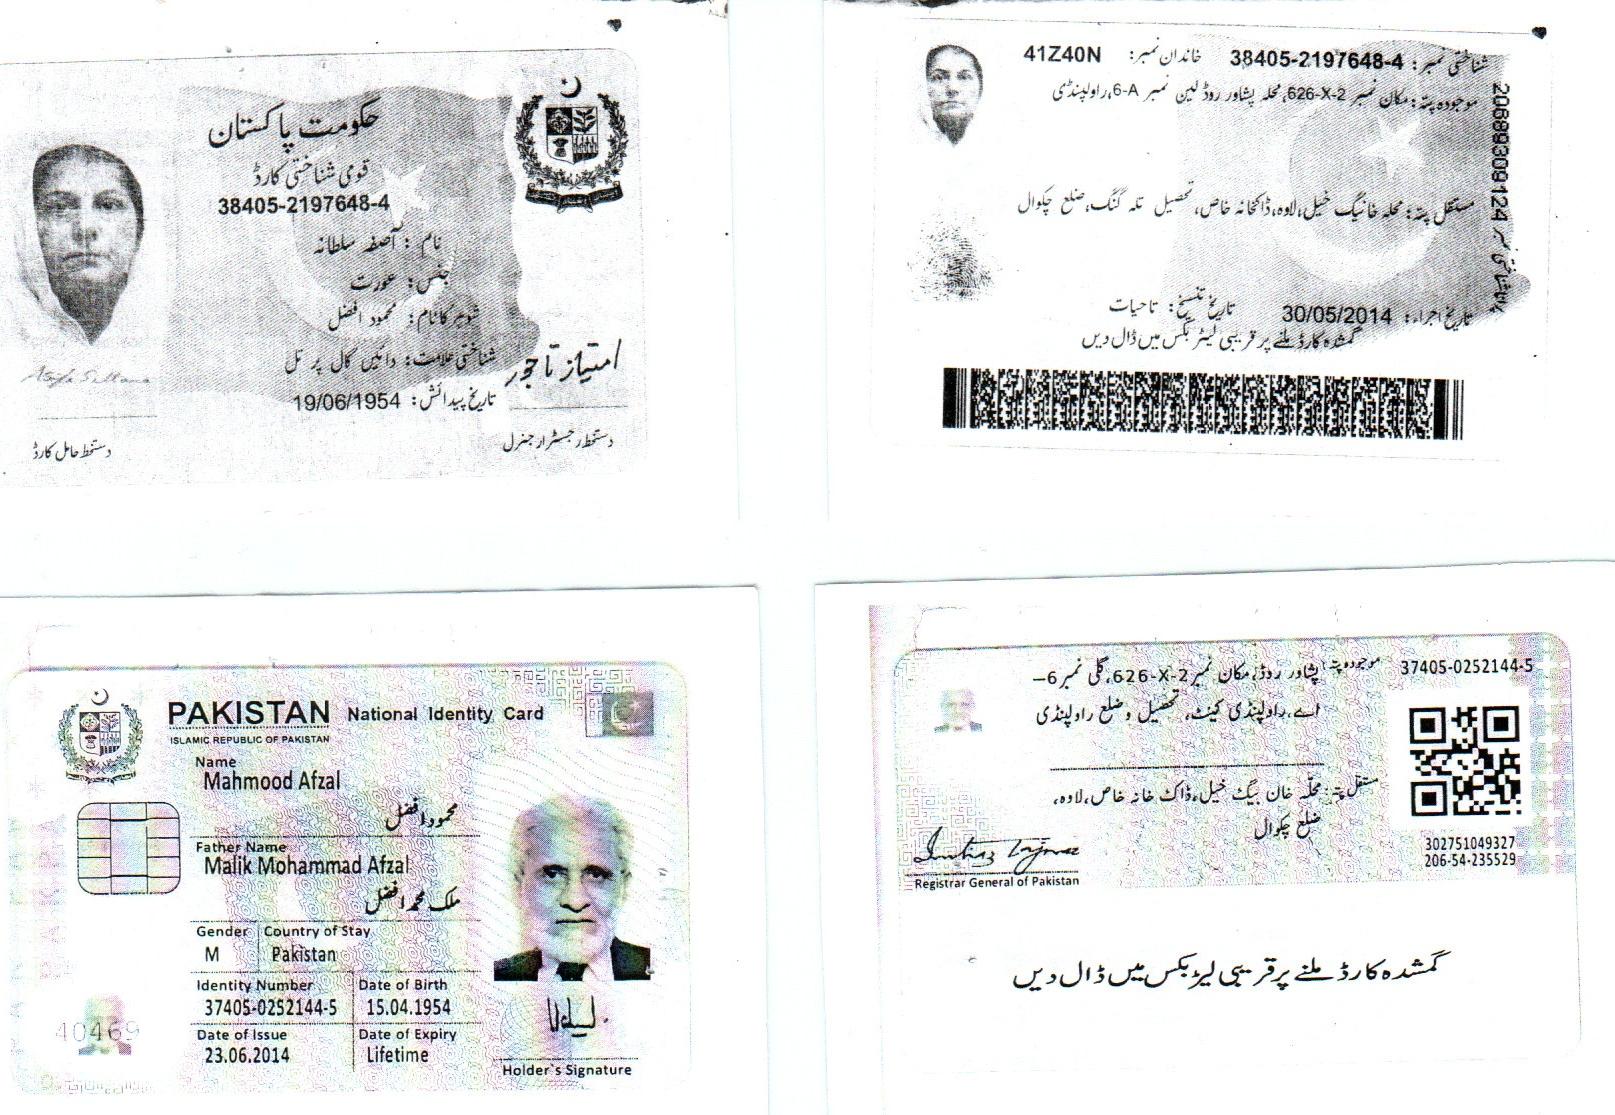 حکومت پاکستان
قومی شناختی کارڈ
38405-2197648-4
نام: آصفہ سلطانہ
جنس: عورت
شوہر کا نام: محمود افضل
شناختی علامت: دائیں گال پر تل
تاریخ پیدائش: 19/06/1954
امتیاز تاجور
Asifa Sultana
دستخط حامل کارڈ
دستخط رجسٹرار جنرل
شناختی نمبر: 38405-2197648-4 خاندان نمبر: 41Z40N
موجودہ پتہ: مکان نمبر 626-X-2، محلہ پشاور روڈ لین نمبر 6-A، راولپنڈی
مستقل پتہ: محلہ خانیگ خیل، لاوہ، ڈاکخانہ خاص، تحصیل تلہ گنگ، ضلع چکوال
تاریخ اجراء: 30/05/2014 تاریخ تنسیخ: تاحیات
گمشدہ کارڈ ملنے پر قریبی لیٹر بکس میں ڈال دیں
20689309124
PAKISTAN National Identity Card
ISLAMIC REPUBLIC OF PAKISTAN
Name
Mahmood Afzal
محمود افضل
Father Name
Malik Mohammad Afzal
ملک محمد افضل
Gender Country of Stay
M Pakistan
Identity Number Date of Birth
37405-0252144-5 15.04.1954
Date of Issue Date of Expiry
23.06.2014 Lifetime
40469
Holder`s Signature
37405-0252144-5
موجودہ پتہ: پشاور روڈ، مکان نمبر 626-X-2، گلی نمبر 6-
اے، راولپنڈی کینٹ، تحصیل و ضلع راولپنڈی
مستقل پتہ: محلہ خان بیگ خیل، ڈاک خانہ خاص، لاوہ،
ضلع چکوال
302751049327
206-54-235529
Registrar General of Pakistan
گمشدہ کارڈ ملنے پر قریبی لیٹر بکس میں ڈال دیں